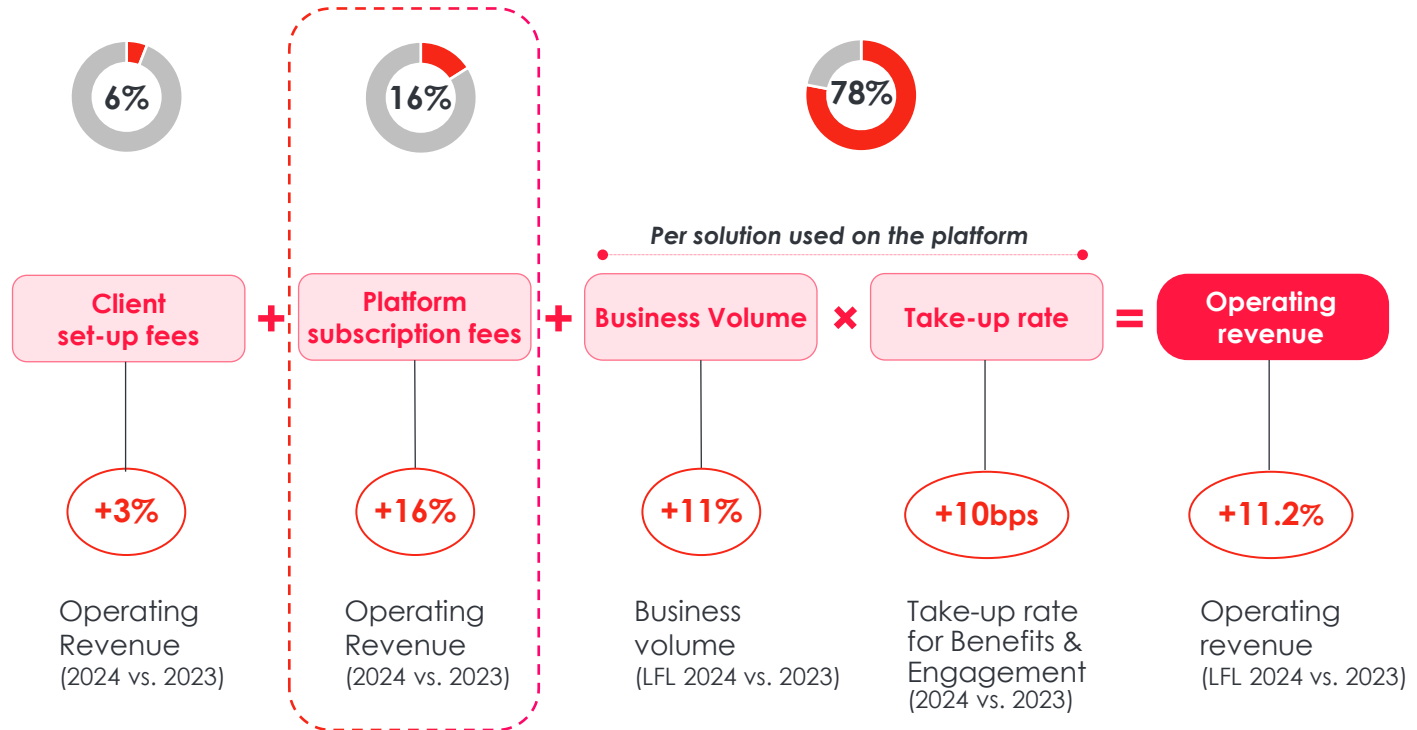 6%
16%
78%
Per solution used on the platform
Client
set-up fees
+
Platform
subscription fees
+
Business Volume
×
Take-up rate
=
Operating
revenue
+3%
+16%
+11%
+10bps
+11.2%
Operating
Revenue
(2024 vs. 2023)
Operating
Revenue
(2024 vs. 2023)
Business
volume
(LFL 2024 vs. 2023)
Take-up rate
for Benefits &
Engagement
(2024 vs. 2023)
Operating
revenue
(LFL 2024 vs. 2023)